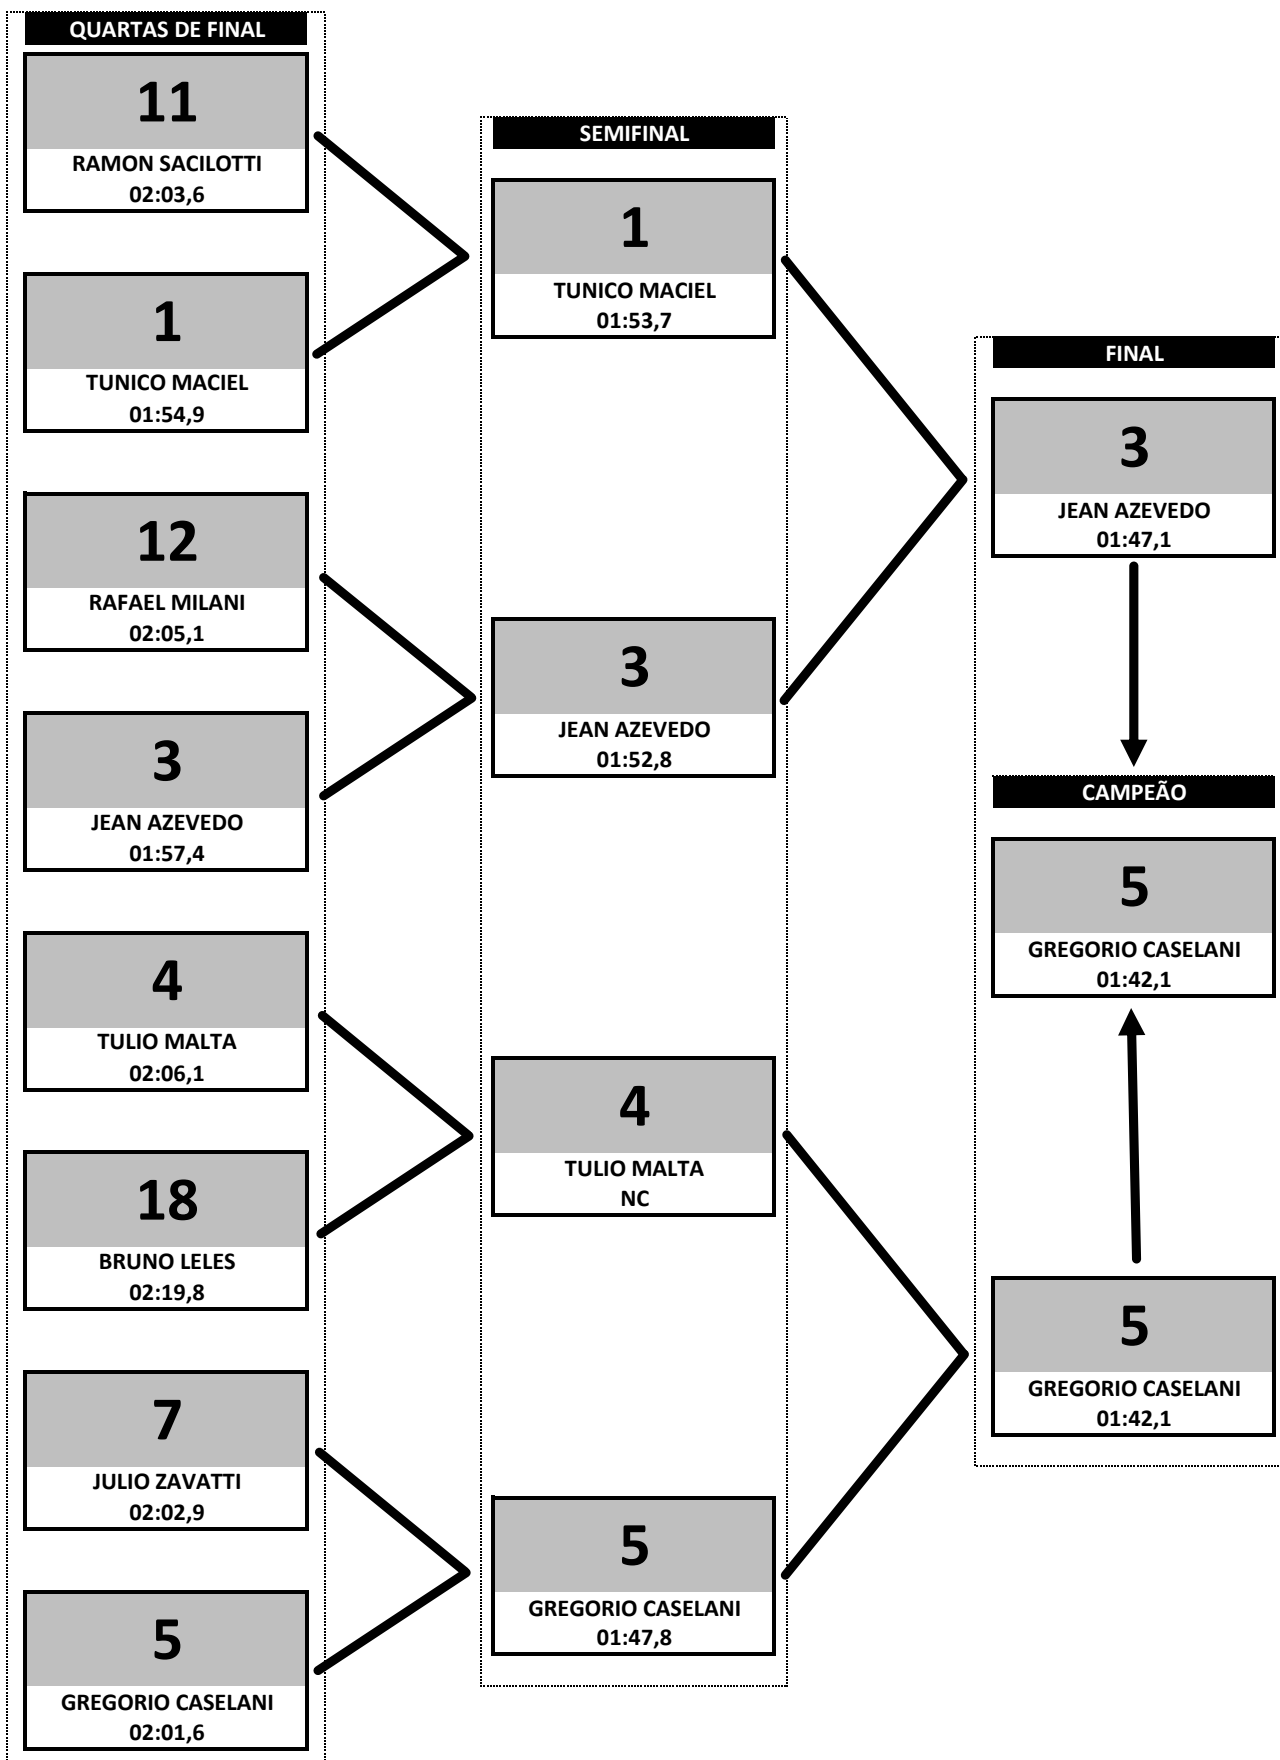 QUARTAS DE FINAL
11
RAMON SACILOTTI
02:03,6
1
TUNICO MACIEL
01:54,9
12
RAFAEL MILANI
02:05,1
3
JEAN AZEVEDO
01:57,4
4
TULIO MALTA
02:06,1
18
BRUNO LELES
02:19,8
7
JULIO ZAVATTI
02:02,9
5
GREGORIO CASELANI
02:01,6
SEMIFINAL
1
TUNICO MACIEL
01:53,7
3
JEAN AZEVEDO
01:52,8
4
TULIO MALTA
NC
5
GREGORIO CASELANI
01:47,8
FINAL
3
JEAN AZEVEDO
01:47,1
CAMPEÃO
5
GREGORIO CASELANI
01:42,1
5
GREGORIO CASELANI
01:42,1